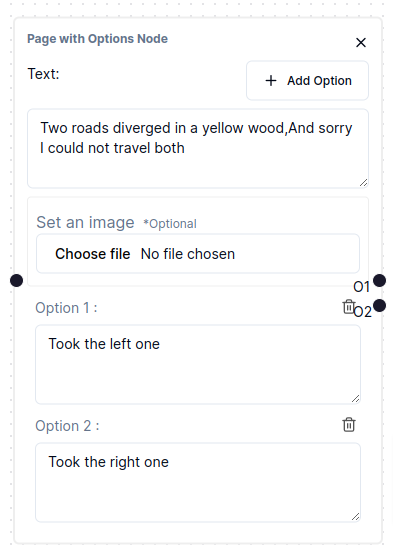 Page with Options Node
Text:
Add Option
Two roads diverged in a yellow wood,And sorry
I could not travel both
Set an image *Optional
Choose file No file chosen
O1
Option 1 :
O2
Took the left one
Option 2 :
Took the right one